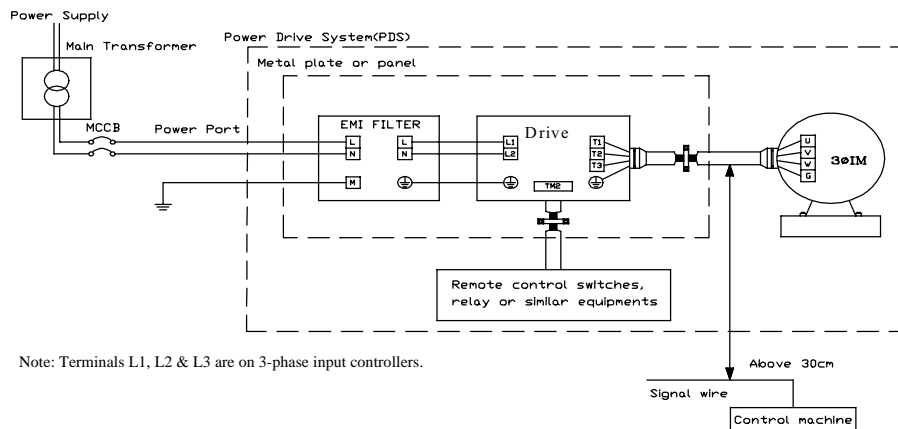 Power Supply
Main Transformer
Power Drive System(PDS)
Metal plate or panel
MCCB
Power Port
EMI FILTER
L
N
M
L
N
Drive
L1
L2
T1
T2
T3
TM2
U
V
W
G
3øIM
Remote control switches,
relay or similar equipments
Note: Terminals L1, L2 & L3 are on 3-phase input controllers.
Above 30cm
Signal wire
Control machine